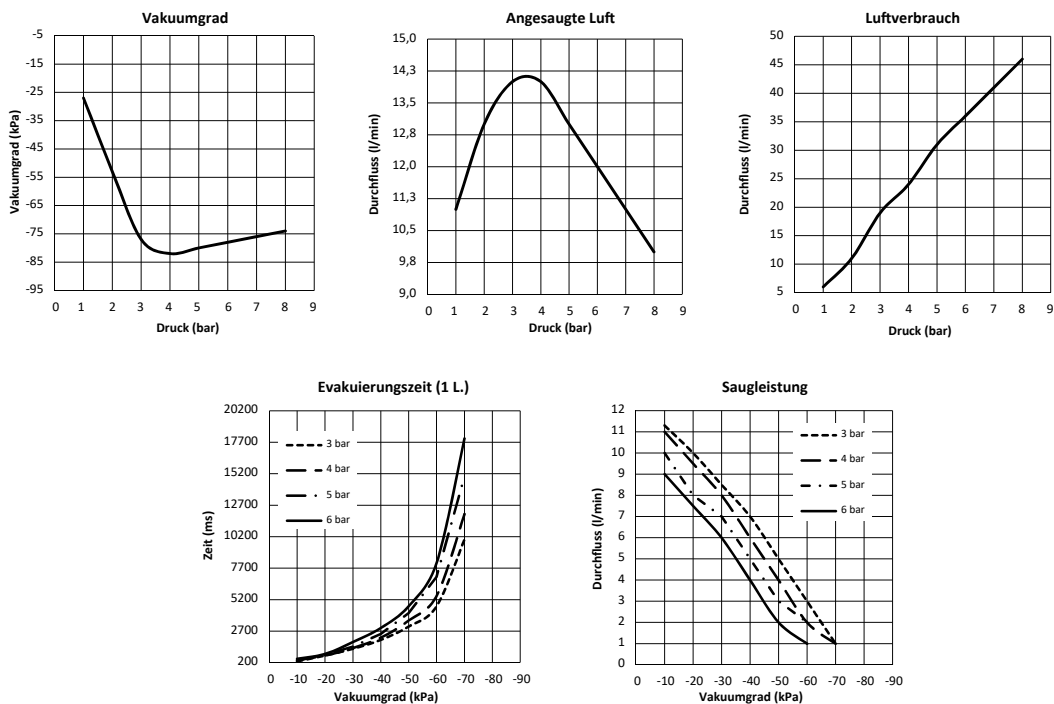 Vakuumgrad
Vakuumgrad (kPa)
-5
-15
-25
-35
-45
-55
-65
-75
-85
-95
0 1 2 3 4 5 6 7 8 9
Druck (bar)
Angesaugte Luft
Durchfluss (l/min)
15,0
14,3
13,5
12,8
12,0
11,3
10,5
9,8
9,0
0 1 2 3 4 5 6 7 8 9
Druck (bar)
Luftverbrauch
Durchfluss (l/min)
50
45
40
35
30
25
20
15
10
5
0 1 2 3 4 5 6 7 8 9
Druck (bar)
Evakuierungszeit (1 L.)
Zeit (ms)
20200
17700
15200
12700
10200
7700
5200
2700
200
3 bar
4 bar
5 bar
6 bar
0 -10 -20 -30 -40 -50 -60 -70 -80 -90
Vakuumgrad (kPa)
Saugleistung
Durchfluss (l/min)
12
11
10
9
8
7
6
5
4
3
2
1
0
3 bar
4 bar
5 bar
6 bar
0 -10 -20 -30 -40 -50 -60 -70 -80 -90
Vakuumgrad (kPa)